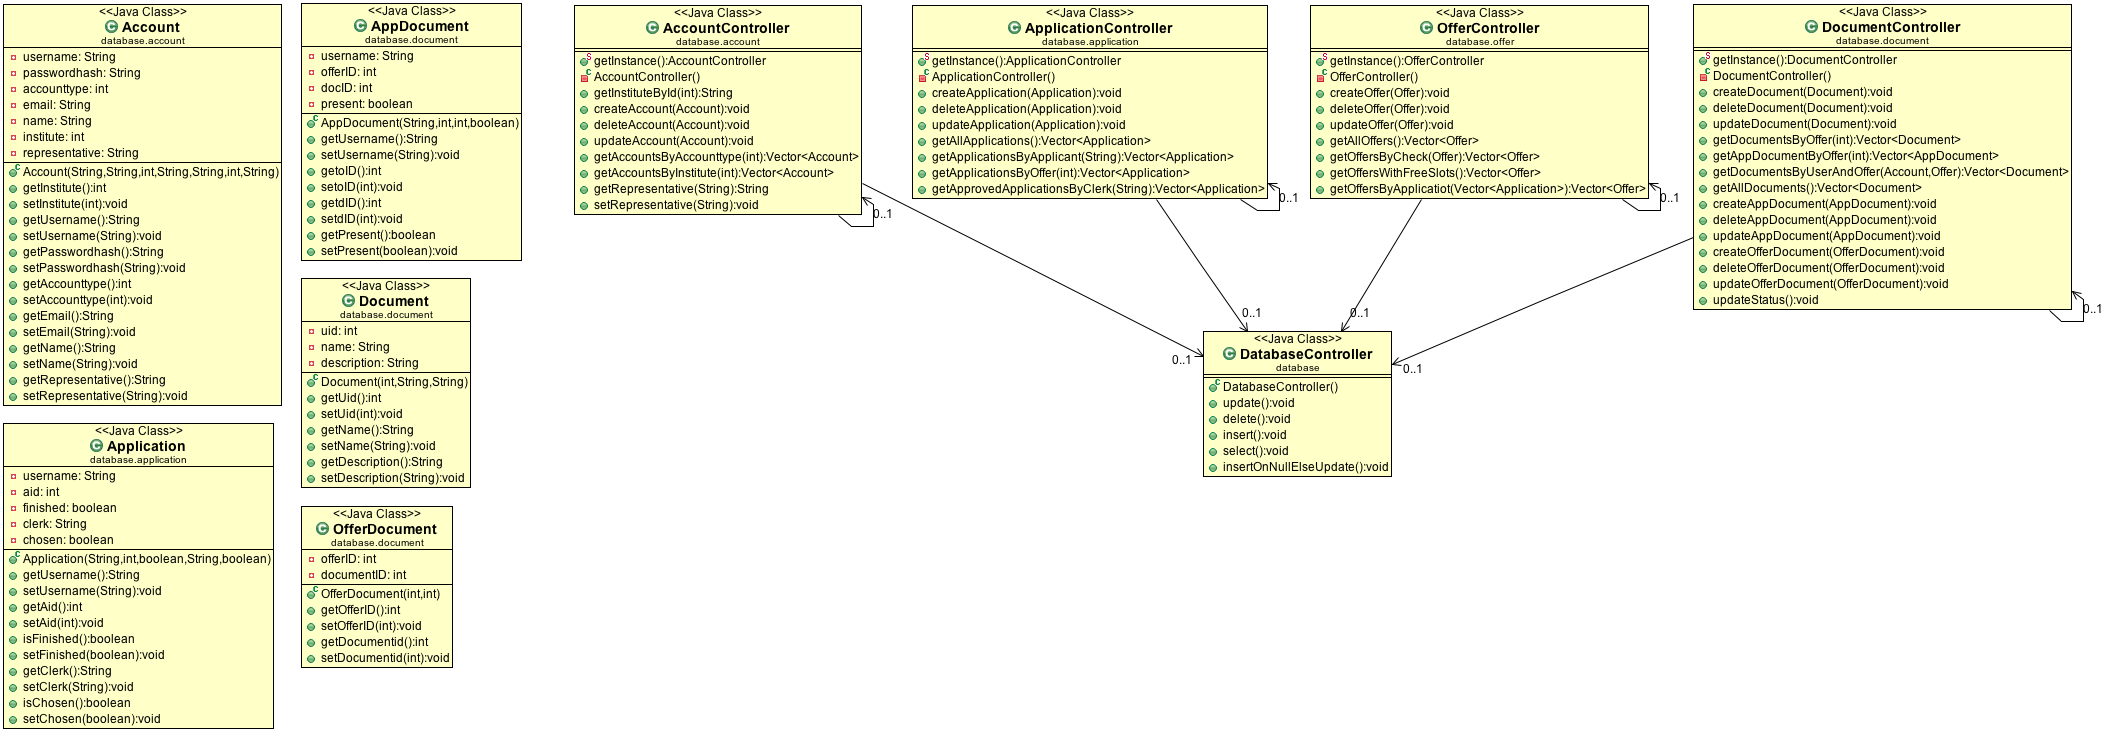 <<Java Class>>
Account
database.account
username: String
passwordhash: String
accounttype: int
email: String
name: String
institute: int
representative: String
Account(String,String,int,String,String,int,String)
getInstitute():int
setInstitute(int):void
getUsername():String
setUsername(String):void
getPasswordhash():String
setPasswordhash(String):void
getAccounttype():int
setAccounttype(int):void
getEmail():String
setEmail(String):void
getName():String
setName(String):void
getRepresentative():String
setRepresentative(String):void
<<Java Class>>
Application
database.application
username: String
aid: int
finished: boolean
clerk: String
chosen: boolean
Application(String,int,boolean,String,boolean)
getUsername():String
setUsername(String):void
getAid():int
setAid(int):void
isFinished():boolean
setFinished(boolean):void
getClerk():String
setClerk(String):void
isChosen():boolean
setChosen(boolean):void
<<Java Class>>
AppDocument
database.document
username: String
offerID: int
docID: int
present: boolean
AppDocument(String,int,int,boolean)
getUsername():String
setUsername(String):void
getoID():int
setoID(int):void
getdID():int
setdID(int):void
getPresent():boolean
setPresent(boolean):void
<<Java Class>>
Document
database.document
uid: int
name: String
description: String
Document(int,String,String)
getUid():int
setUid(int):void
getName():String
setName(String):void
getDescription():String
setDescription(String):void
<<Java Class>>
OfferDocument
database.document
offerID: int
documentID: int
OfferDocument(int,int)
getOfferID():int
setOfferID(int):void
getDocumentid():int
setDocumentid(int):void
<<Java Class>>
AccountController
database.account
getInstance():AccountController
AccountController()
getInstituteById(int):String
createAccount(Account):void
deleteAccount(Account):void
updateAccount(Account):void
getAccountsByAccounttype(int):Vector<Account>
getAccountsByInstitute(int):Vector<Account>
getRepresentative(String):String
setRepresentative(String):void
0..1
<<Java Class>>
ApplicationController
database.application
getInstance():ApplicationController
ApplicationController()
createApplication(Application):void
deleteApplication(Application):void
updateApplication(Application):void
getAllApplications():Vector<Application>
getApplicationsByApplicant(String):Vector<Application>
getApplicationsByOffer(int):Vector<Application>
getApprovedApplicationsByClerk(String):Vector<Application>
0..1
<<Java Class>>
OfferController
database.offer
getInstance():OfferController
OfferController()
createOffer(Offer):void
deleteOffer(Offer):void
updateOffer(Offer):void
getAllOffers():Vector<Offer>
getOffersByCheck(Offer):Vector<Offer>
getOffersWithFreeSlots():Vector<Offer>
getOffersByApplicatiot(Vector<Application>):Vector<Offer>
0..1
<<Java Class>>
DocumentController
database.document
getInstance():DocumentController
DocumentController()
createDocument(Document):void
deleteDocument(Document):void
updateDocument(Document):void
getDocumentsByOffer(int):Vector<Document>
getAppDocumentByOffer(int):Vector<AppDocument>
getDocumentsByUserAndOffer(Account,Offer):Vector<Document>
getAllDocuments():Vector<Document>
createAppDocument(AppDocument):void
deleteAppDocument(AppDocument):void
updateAppDocument(AppDocument):void
createOfferDocument(OfferDocument):void
deleteOfferDocument(OfferDocument):void
updateOfferDocument(OfferDocument):void
updateStatus():void
0..1
0..1
0..1
0..1
0..1
<<Java Class>>
DatabaseController
database
DatabaseController()
update():void
delete():void
insert():void
select():void
insertOnNullElseUpdate():void